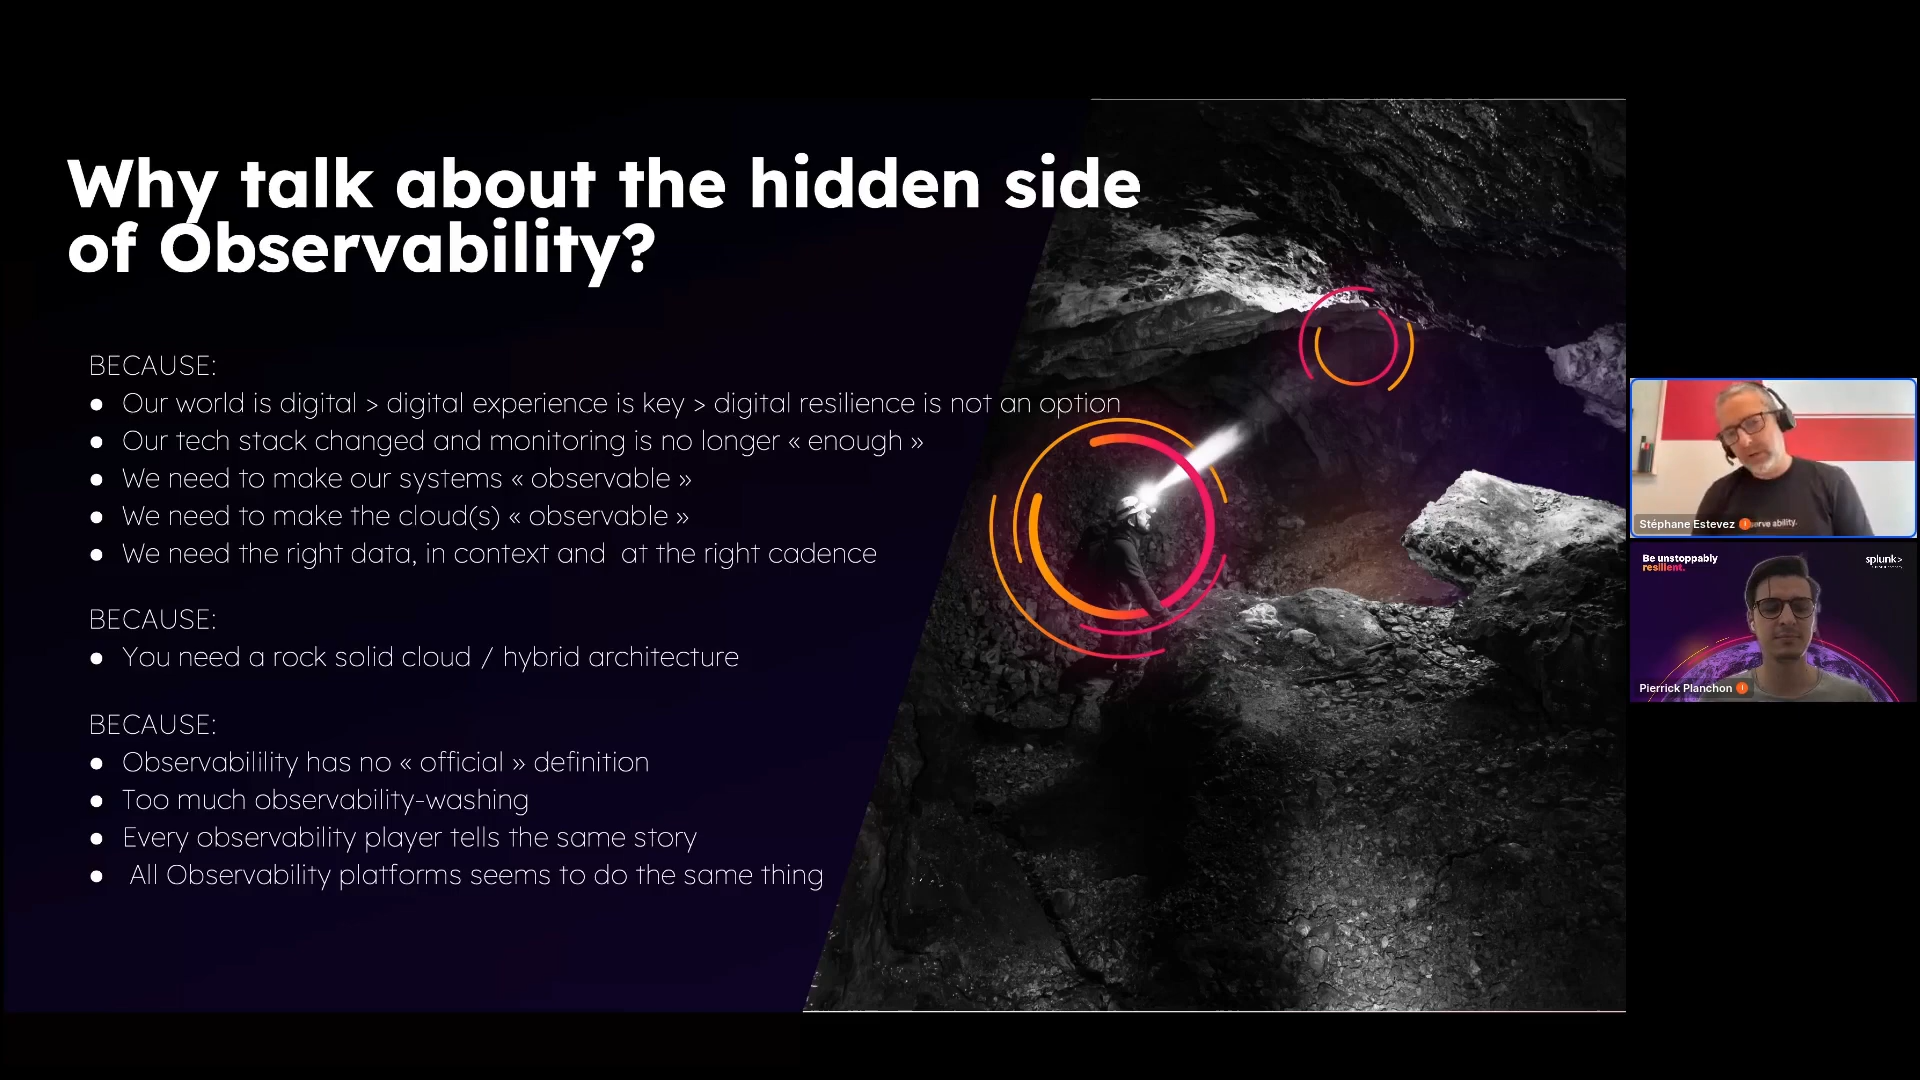 Why talk about the hidden side
of Observability?
BECAUSE:
● Our world is digital > digital experience is key > digital resilience is not an option
● Our tech stack changed and monitoring is no longer « enough »
● We need to make our systems « observable »
● We need to make the cloud(s) « observable »
● We need the right data, in context and  at the right cadence
BECAUSE:
● You need a rock solid cloud / hybrid architecture
BECAUSE:
● Observabilility has no « official » definition
● Too much observability-washing
● Every observability player tells the same story
● All Observability platforms seems to do the same thing
Stéphane Estevez
ability.
Be unstoppably
resilient.
splunk>
Pierrick Planchon